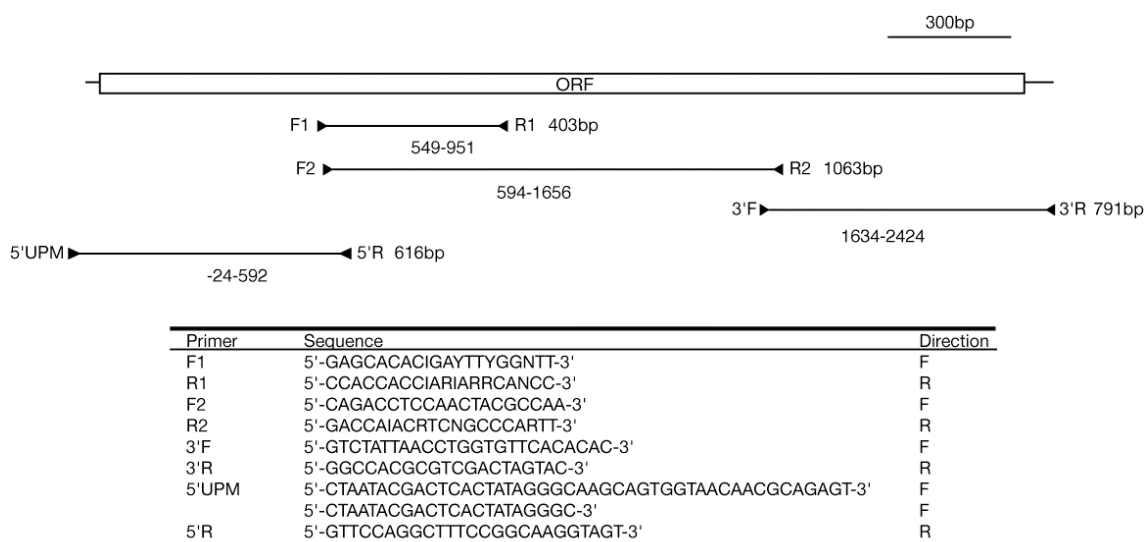 300bp
ORF
F1 R1 403bp
549-951
F2 R2 1063bp
594-1656
3'F 3'R 791bp
1634-2424
5'UPM 5'R 616bp
-24-592
Primer Sequence Direction
F1 5'-GAGCACACIGAYTTYGGNTT-3' F
R1 5'-CCACCACCIARIARRCANCC-3' R
F2 5'-CAGACCTCCAACTACGCCAA-3' F
R2 5'-GACCAIACRTCNGCCCARTT-3' R
3'F 5'-GTCTATTAACCTGGTGTTCACACAC-3' F
3'R 5'-GGCCACGCGTCGACTAGTAC-3' R
5'UPM 5'-CTAATACGACTCACTATAGGGCAAGCAGTGGTAACAACGCAGAGT-3' F
5'-CTAATACGACTCACTATAGGGC-3' F
5'R 5'-GTTCCAGGCTTTCCGGCAAGGTAGT-3' R